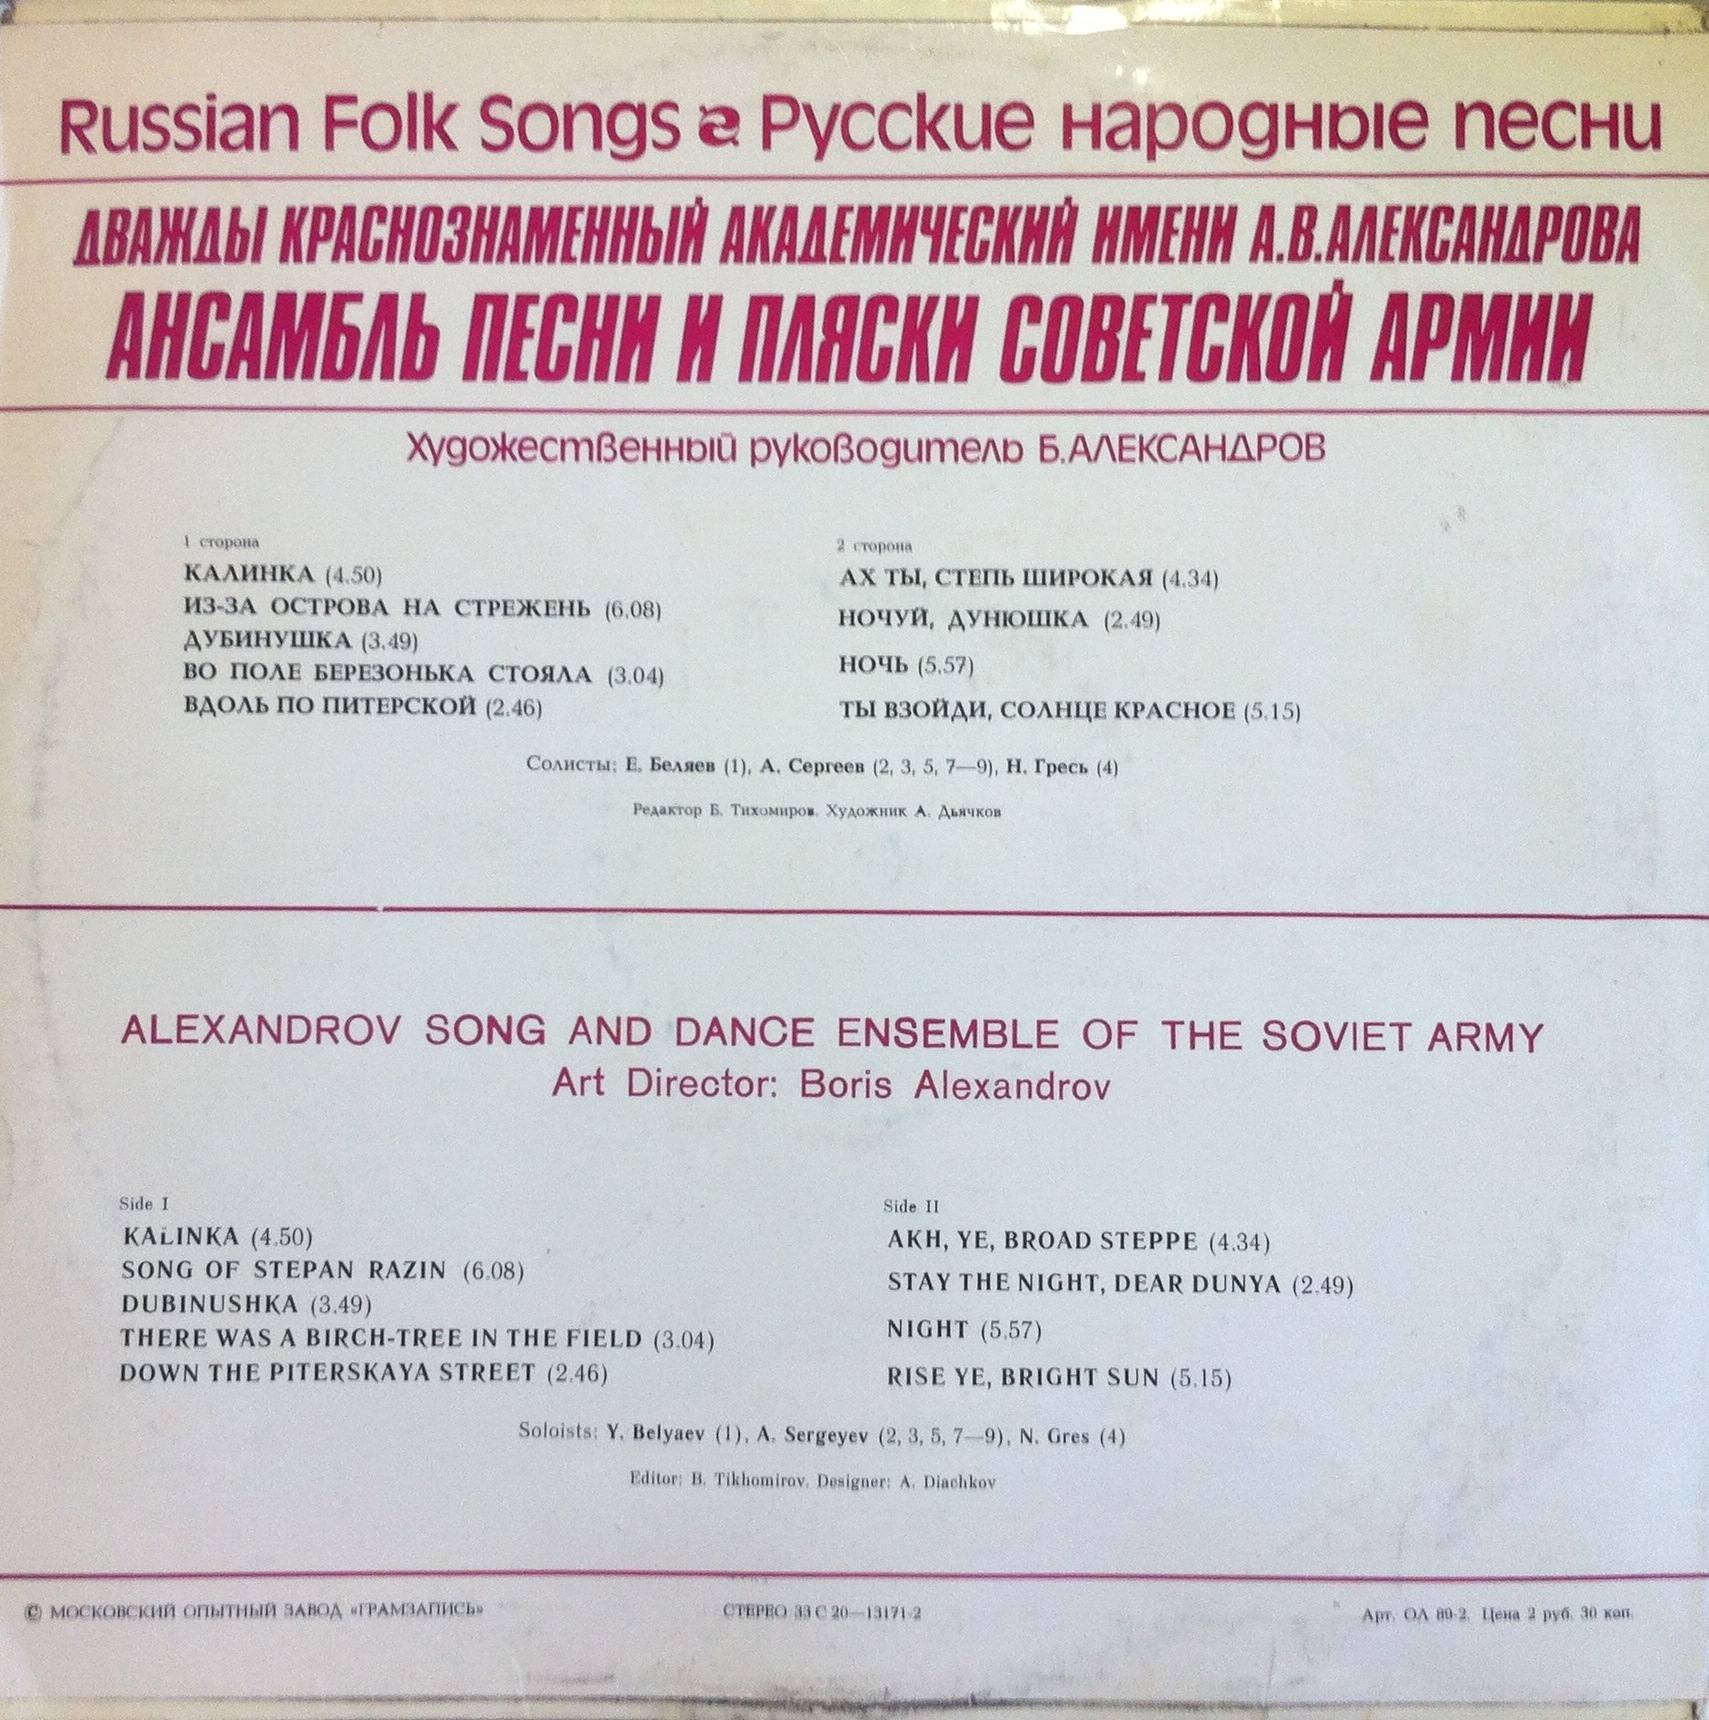 Russian Folk Songs Русские народные песни
ДВАЖДЫ КРАСНОЗНАМЕННЫЙ АКАДЕМИЧЕСКИЙ ИМЕНИ А.В.АЛЕКСАНДРОВА
АНСАМБЛЬ ПЕСНИ И ПЛЯСКИ СОВЕТСКОЙ АРМИИ
Художественный руководитель Б.АЛЕКСАНДРОВ
1 сторона
КАЛИНКА (4.50)
ИЗ-ЗА ОСТРОВА НА СТРЕЖЕНЬ (6.08)
ДУБИНУШКА (3.49)
ВО ПОЛЕ БЕРЕЗОНЬКА СТОЯЛА (3.04)
ВДОЛЬ ПО ПИТЕРСКОЙ (2.46)
2 сторона
АХ ТЫ, СТЕПЬ ШИРОКАЯ (4.34)
НОЧУЙ, ДУНЮШКА (2.49)
НОЧЬ (5.57)
ТЫ ВЗОЙДИ, СОЛНЦЕ КРАСНОЕ (5.15)
Солисты: Е. Беляев (1), А. Сергеев (2, 3, 5, 7—9), Н. Гресь (4)
Редактор Б. Тихомиров. Художник А. Дьячков
ALEXANDROV SONG AND DANCE ENSEMBLE OF THE SOVIET ARMY
Art Director: Boris Alexandrov
Side I
KALINKA (4.50)
SONG OF STEPAN RAZIN (6.08)
DUBINUSHKA (3.49)
THERE WAS A BIRCH-TREE IN THE FIELD (3.04)
DOWN THE PITERSKAYA STREET (2.46)
Side II
AKH, YE, BROAD STEPPE (4.34)
STAY THE NIGHT, DEAR DUNYA (2.49)
NIGHT (5.57)
RISE YE, BRIGHT SUN (5.15)
Soloists: Y. Belyaev (1), A. Sergeyev (2, 3, 5, 7—9), N. Gres (4)
Editor: B. Tikhomirov. Designer: A. Diachkov
© МОСКОВСКИЙ ОПЫТНЫЙ ЗАВОД «ГРАМЗАПИСЬ»
СТЕРЕО 33 С 20—13171-2
Арт. ОЛ 89-2. Цена 2 руб. 30 коп.